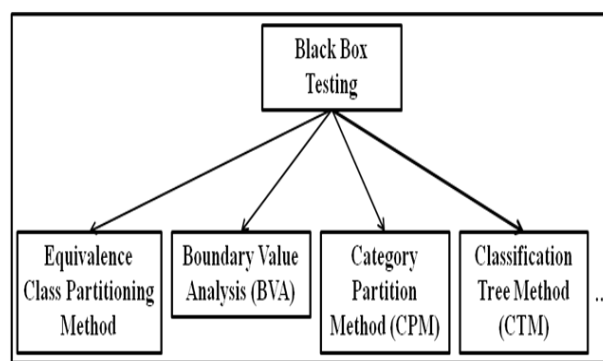 Black Box
Testing
Equivalence
Class Partitioning
Method
Boundary Value
Analysis (BVA)
Category
Partition
Method (CPM)
Classification
Tree Method
(CTM)
...